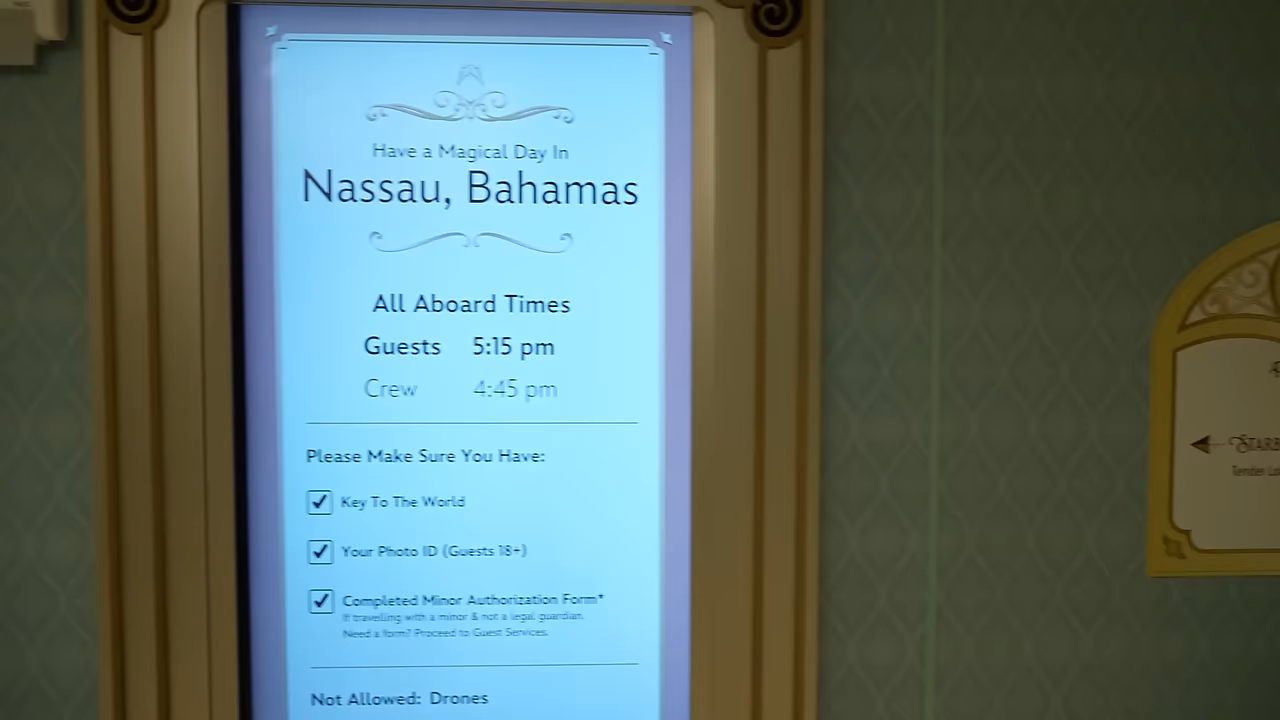 Have a Magical Day In
Nassau, Bahamas
All Aboard Times
Guests 5:15 pm
Crew 4:45 pm
Please Make Sure You Have:
Key To The World
Your Photo ID (Guests 18+)
Completed Minor Authorization Form*
If travelling with a minor & not a legal guardian.
Need a form? Proceed to Guest Services.
Not Allowed: Drones
Tender